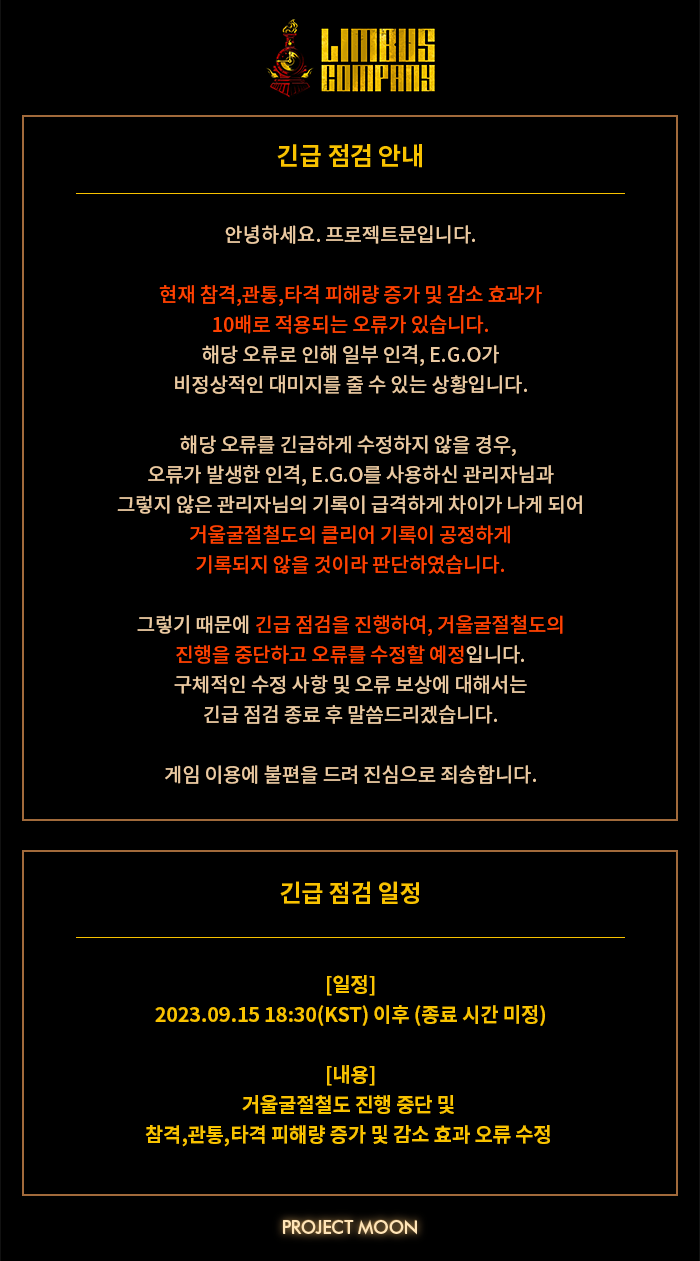 LIMBUS
COMPANY
긴급 점검 안내
안녕하세요. 프로젝트문입니다.
현재 참격,관통,타격 피해량 증가 및 감소 효과가
10배로 적용되는 오류가 있습니다.
해당 오류로 인해 일부 인격, E.G.O가
비정상적인 대미지를 줄 수 있는 상황입니다.
해당 오류를 긴급하게 수정하지 않을 경우,
오류가 발생한 인격, E.G.O를 사용하신 관리자님과
그렇지 않은 관리자님의 기록이 급격하게 차이가 나게 되어
거울굴절철도의 클리어 기록이 공정하게
기록되지 않을 것이라 판단하였습니다.
그렇기 때문에 긴급 점검을 진행하여, 거울굴절철도의
진행을 중단하고 오류를 수정할 예정입니다.
구체적인 수정 사항 및 오류 보상에 대해서는
긴급 점검 종료 후 말씀드리겠습니다.
게임 이용에 불편을 드려 진심으로 죄송합니다.
긴급 점검 일정
[일정]
2023.09.15 18:30(KST) 이후 (종료 시간 미정)
[내용]
거울굴절철도 진행 중단 및
참격,관통,타격 피해량 증가 및 감소 효과 오류 수정
PROJECT MOON